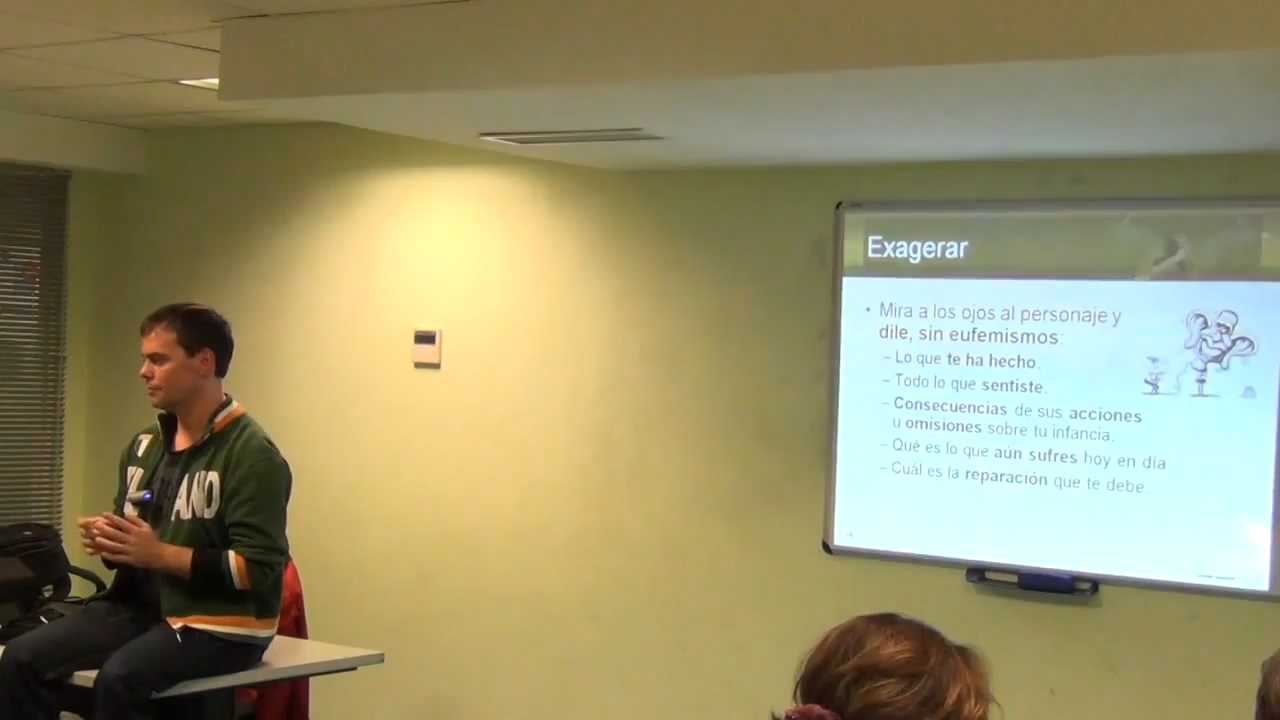 Exagerar
• Mira a los ojos al personaje y
dile, sin eufemismos:
– Lo que te ha hecho.
– Todo lo que sentiste.
– Consecuencias de sus acciones
u omisiones sobre tu infancia.
– Qué es lo que aún sufres hoy en día
– Cuál es la reparación que te debe.